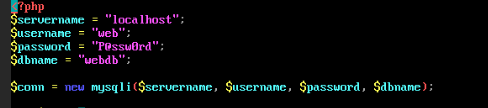 <?php
$servername = "localhost";
$username = "web";
$password = "P@ssw0rd";
$dbname = "webdb";
$conn = new mysqli($servername, $username, $password, $dbname);